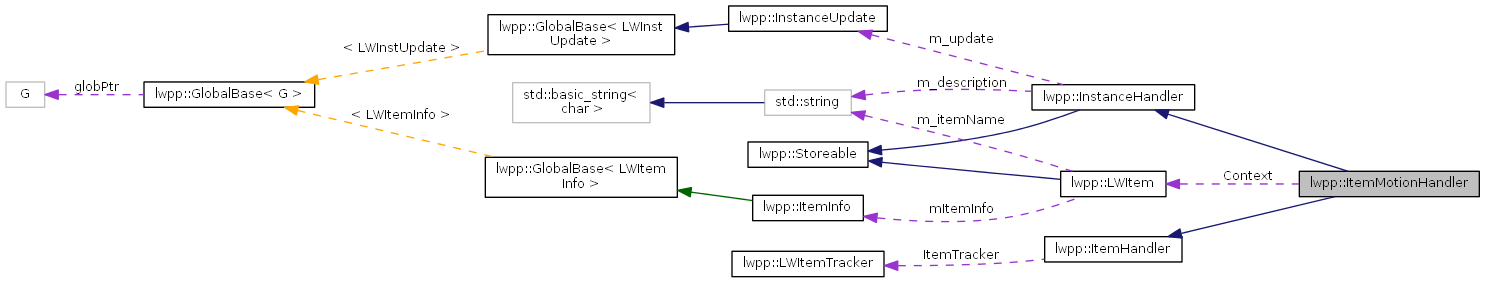 lwpp::InstanceUpdate
lwpp::GlobalBase< LWInst
Update >
m_update
< LWInstUpdate >
m_description
globPtr
G
lwpp::GlobalBase< G >
std::basic_string<
char >
std::string
lwpp::InstanceHandler
< LWItemInfo >
m_itemName
lwpp::Storeable
lwpp::GlobalBase< LWItem
Info >
lwpp::LWItem
Context
lwpp::ItemMotionHandler
lwpp::ItemInfo
mItemInfo
lwpp::ItemHandler
ItemTracker
lwpp::LWItemTracker